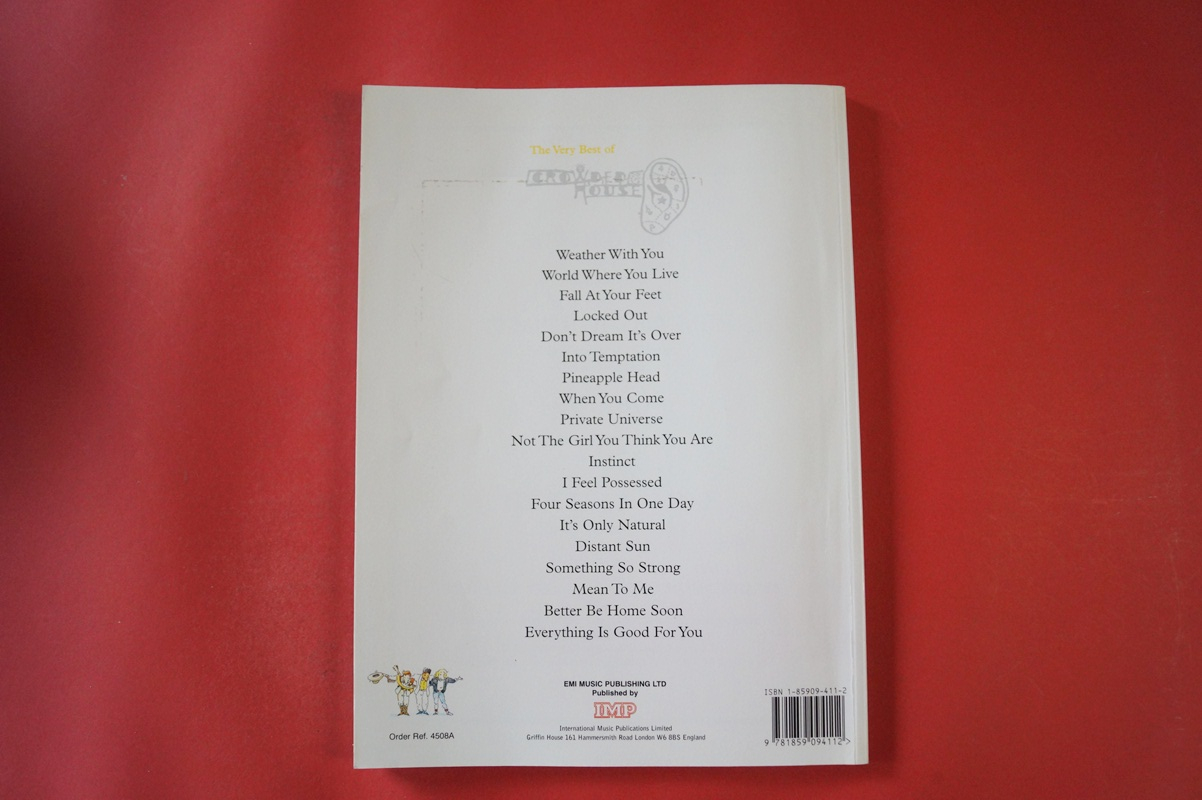 The Very Best of
CROWDED
HOUSE
Weather With You
World Where You Live
Fall At Your Feet
Locked Out
Don't Dream It's Over
Into Temptation
Pineapple Head
When You Come
Private Universe
Not The Girl You Think You Are
Instinct
I Feel Possessed
Four Seasons In One Day
It's Only Natural
Distant Sun
Something So Strong
Mean To Me
Better Be Home Soon
Everything Is Good For You
Order Ref. 4508A
EMI MUSIC PUBLISHING LTD
Published by
IMP
International Music Publications Limited
Griffin House 161 Hammersmith Road London W6 8BS England
ISBN 1-85909-411-2
9 781859 094112 >